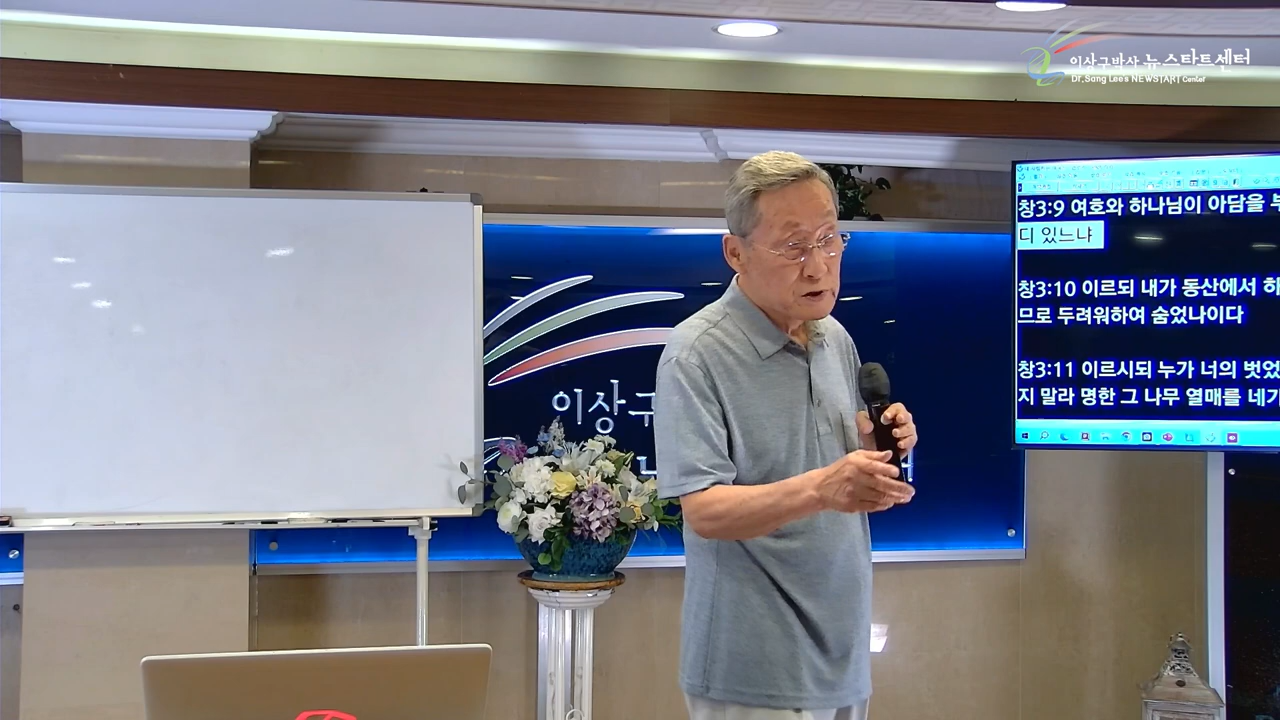 이상구박사 뉴스타트센터
Dr.Sang Lee's NEWSTART Center
창3:9 여호와 하나님이 아담을 부
디 있느냐
창3:10 이르되 내가 동산에서 하
므로 두려워하여 숨었나이다
창3:11 이르시되 누가 너의 벗었
지 말라 명한 그 나무 열매를 네가
이상구